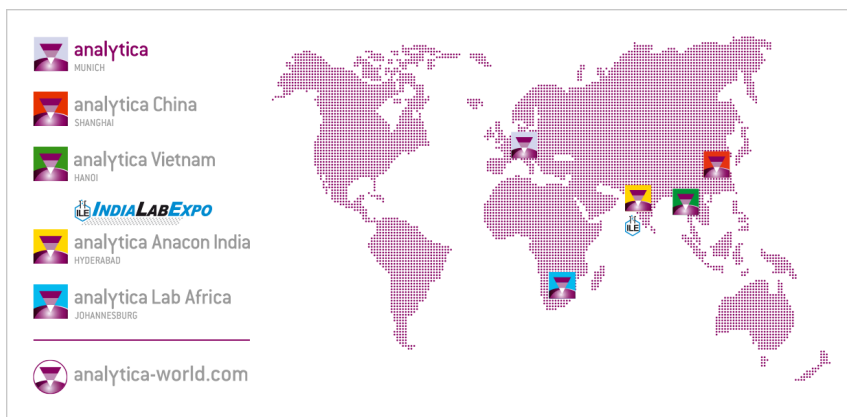 analytica
MUNICH
analytica China
SHANGHAI
analytica Vietnam
HANOI
ILE INDIALABEXPO
analytica Anacon India
HYDERABAD
analytica Lab Africa
JOHANNESBURG
analytica-world.com
ILE